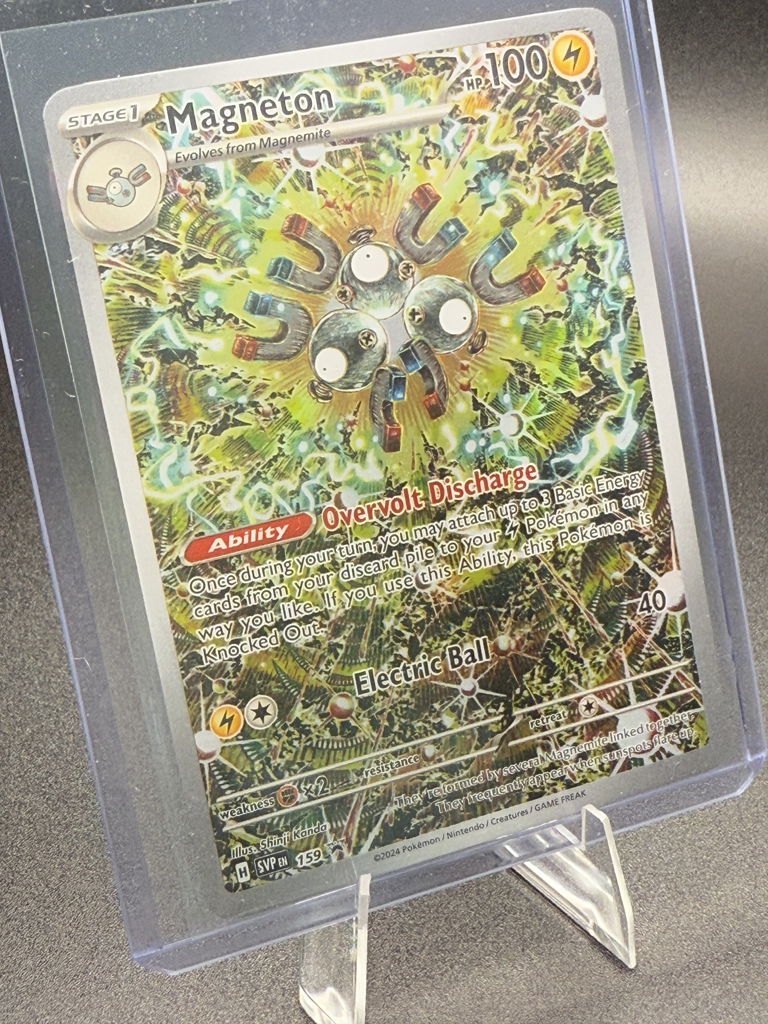 STAGE 1 Magneton HP 100
Evolves from Magnemite
Ability Overvolt Discharge
Once during your turn, you may attach up to 3 Basic Energy
cards from your discard pile to your Pokémon in any
way you like. If you use this Ability, this Pokémon is
Knocked Out.
Electric Ball 40
weakness ×2 resistance retreat
They're formed by several Magnemite linked together.
They frequently appear when sunspots flare up.
Illus. Shinji Kanda
H SVP EN 159 ©2024 Pokémon / Nintendo / Creatures / GAME FREAK